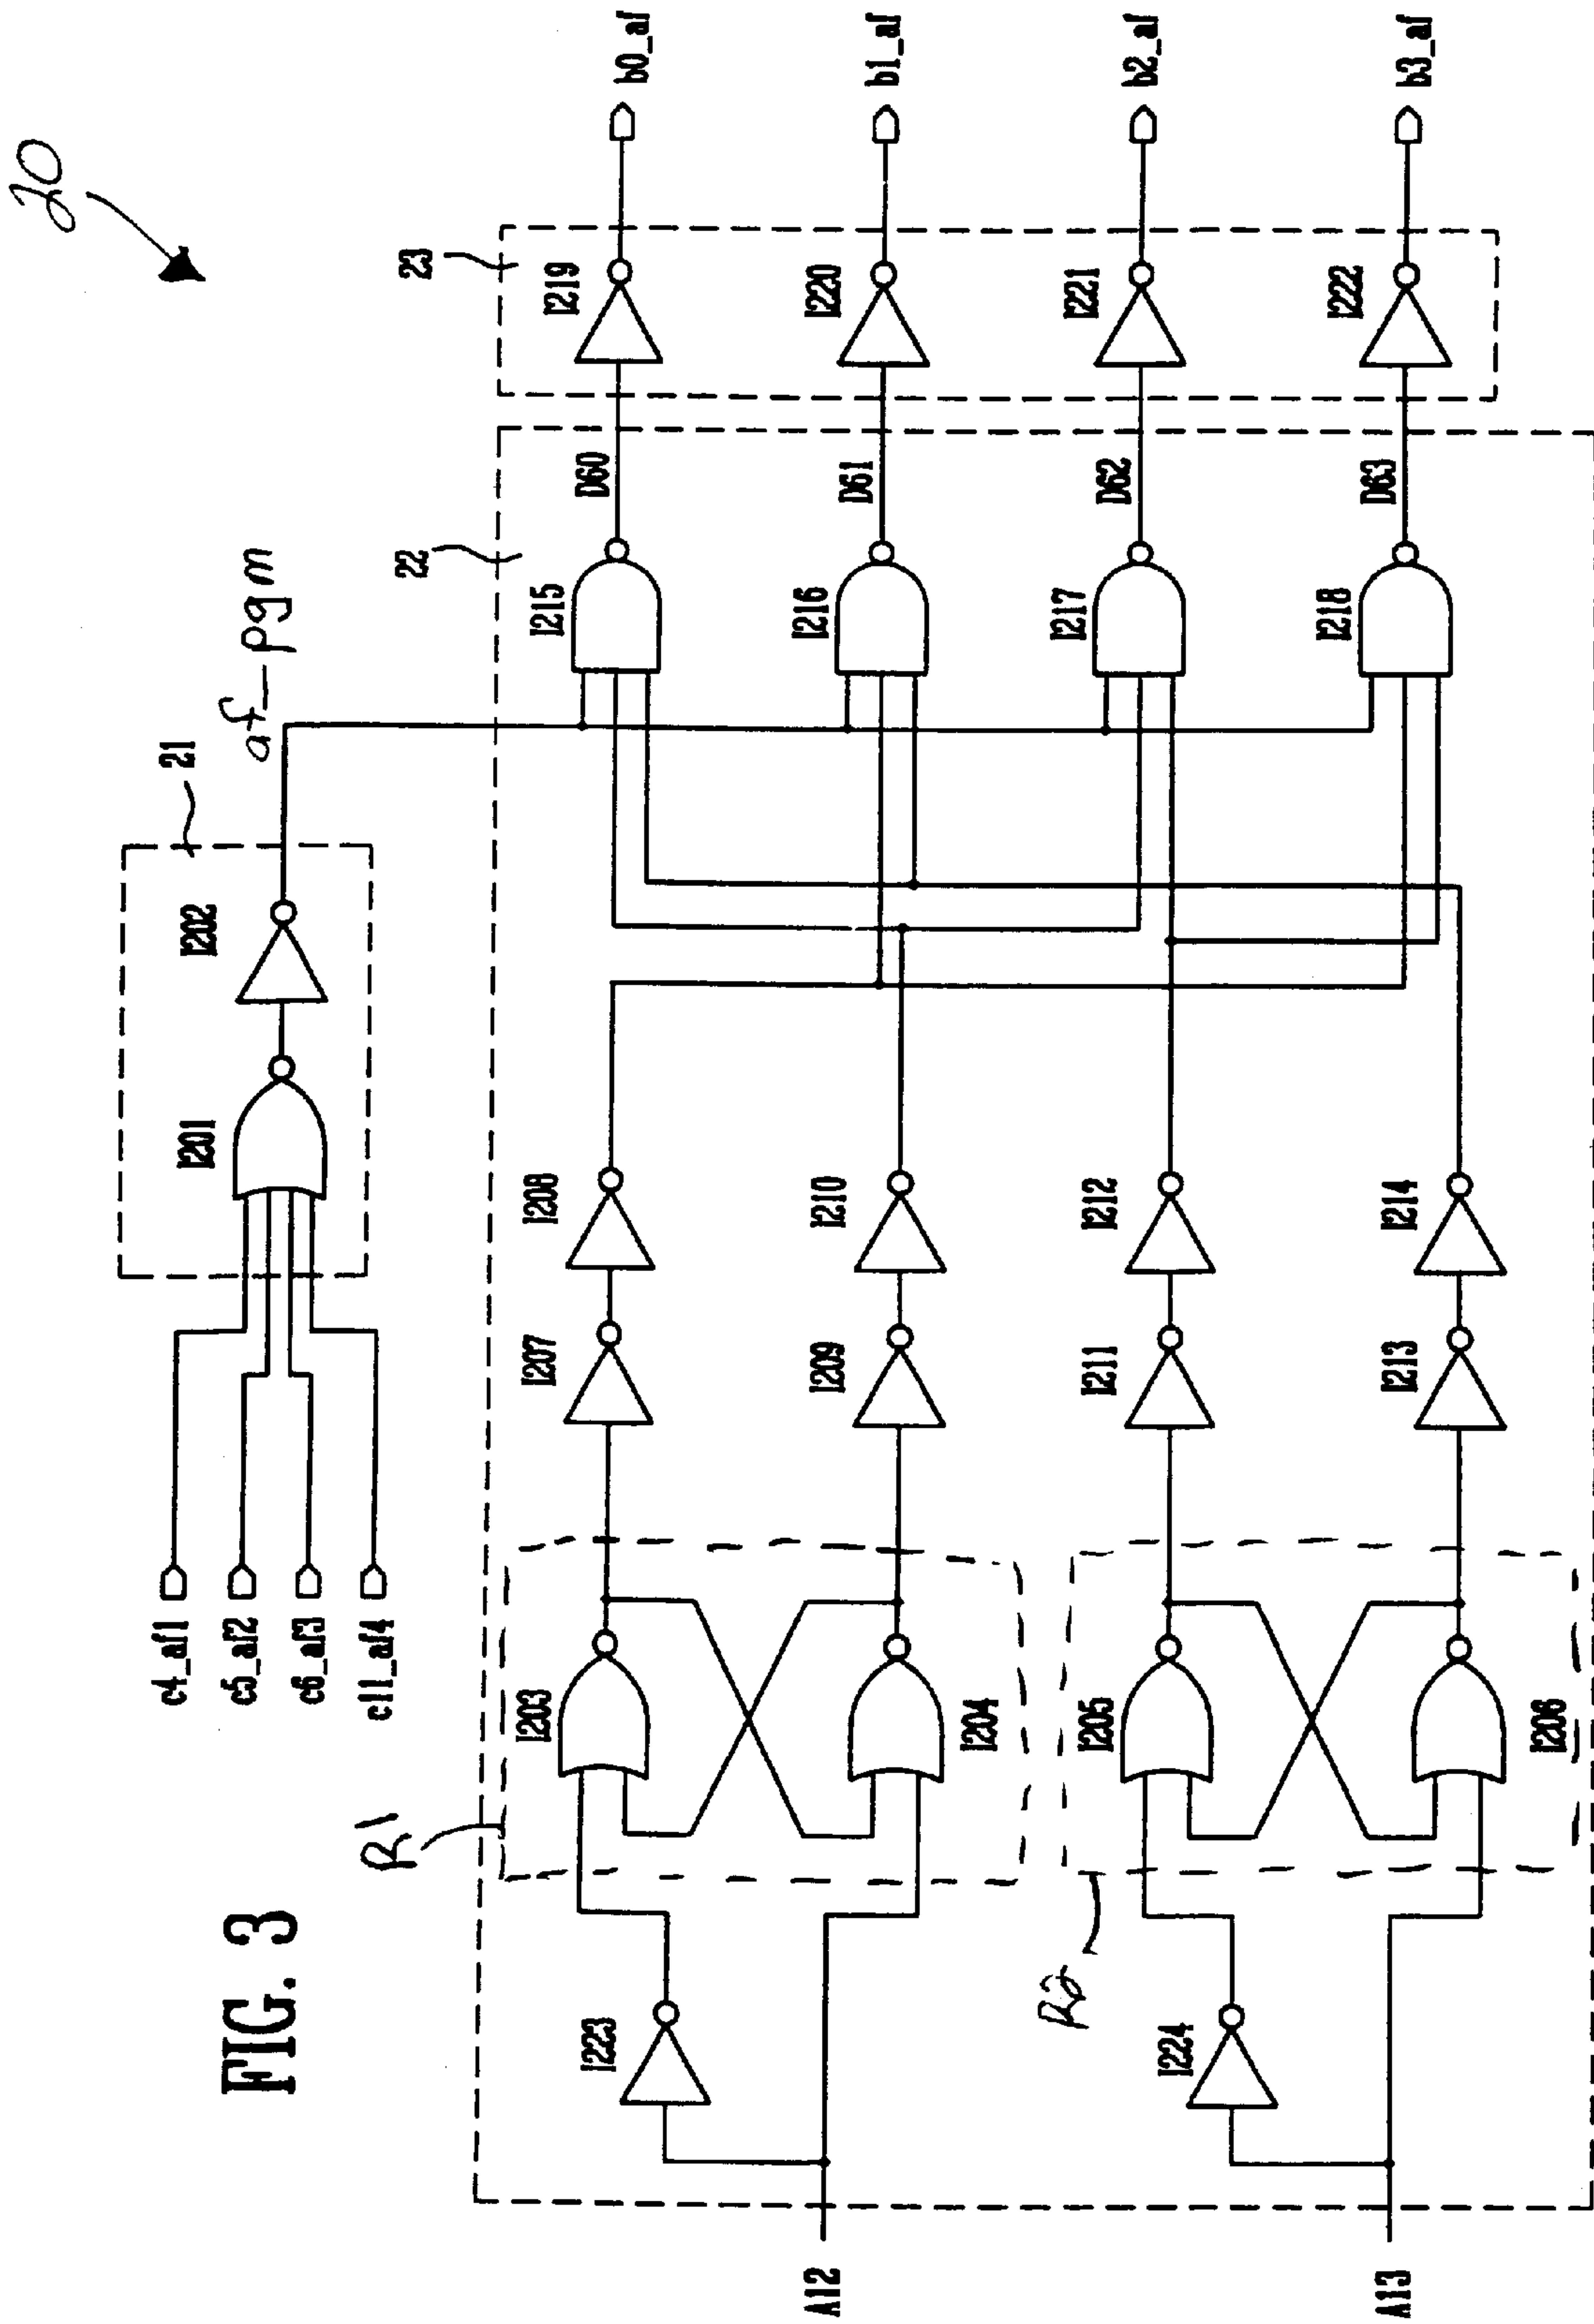 FIG. 3
20
c4_af1
c5_af2
c6_af3
c11_af4
I201
I202
21
af_pgm
22
23
A12
A13
I223
I224
R1
R2
I203
I204
I205
I206
I207
I208
I209
I210
I211
I212
I213
I214
I215
I216
I217
I218
D60
D61
D62
D63
I219
I220
I221
I222
b0_af
b1_af
b2_af
b3_af